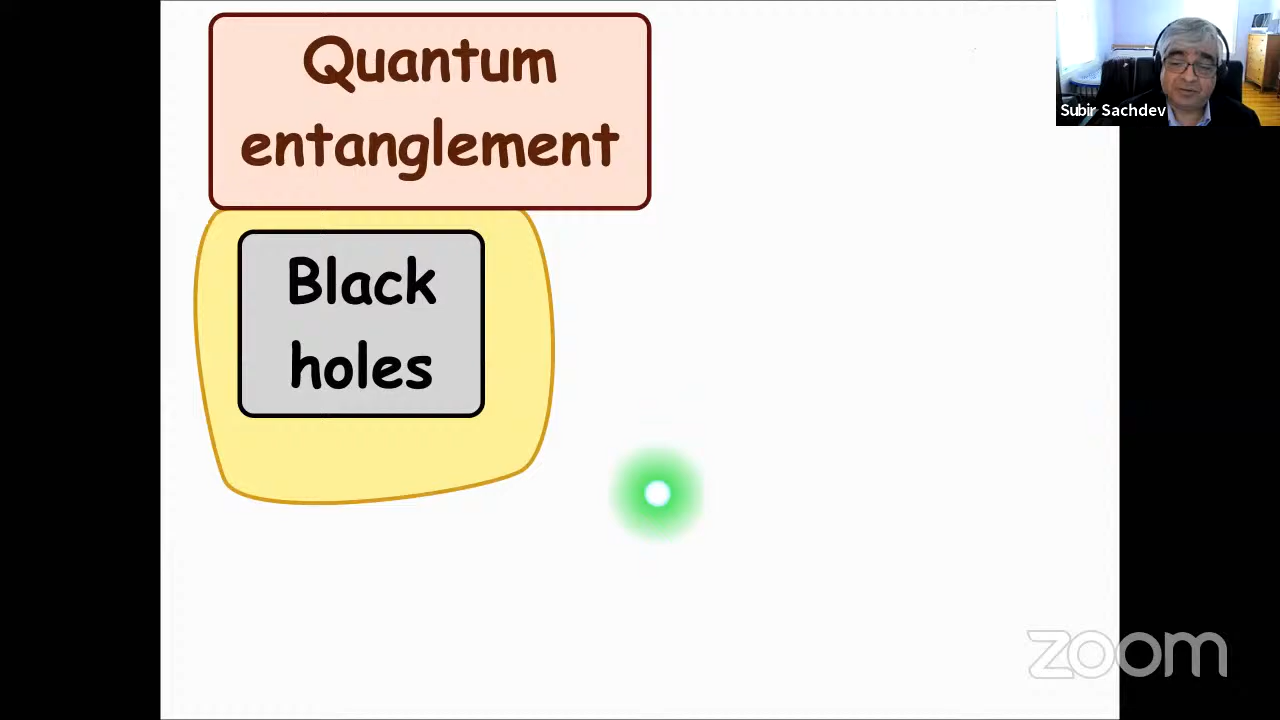 Quantum
entanglement
Black
holes
Subir Sachdev
zoom